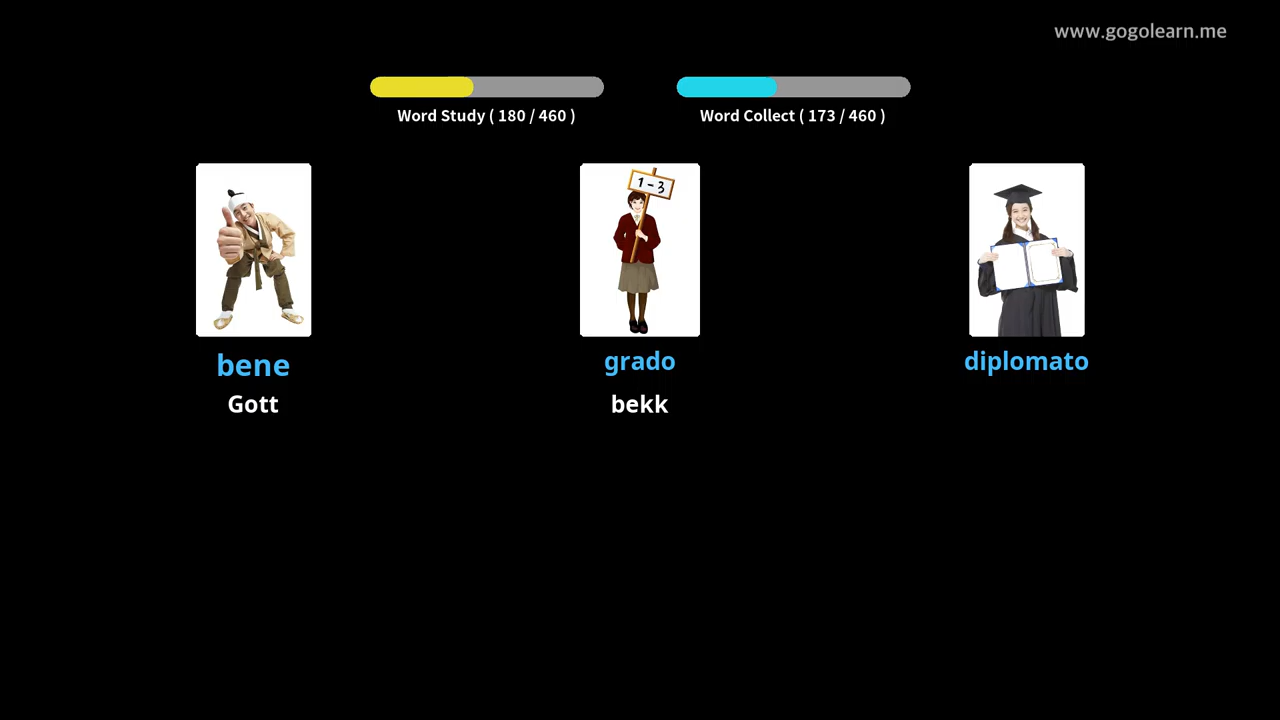 www.gogolearn.me
Word Study ( 180 / 460 )
Word Collect ( 173 / 460 )
1 - 3
bene
grado
diplomato
Gott
bekk